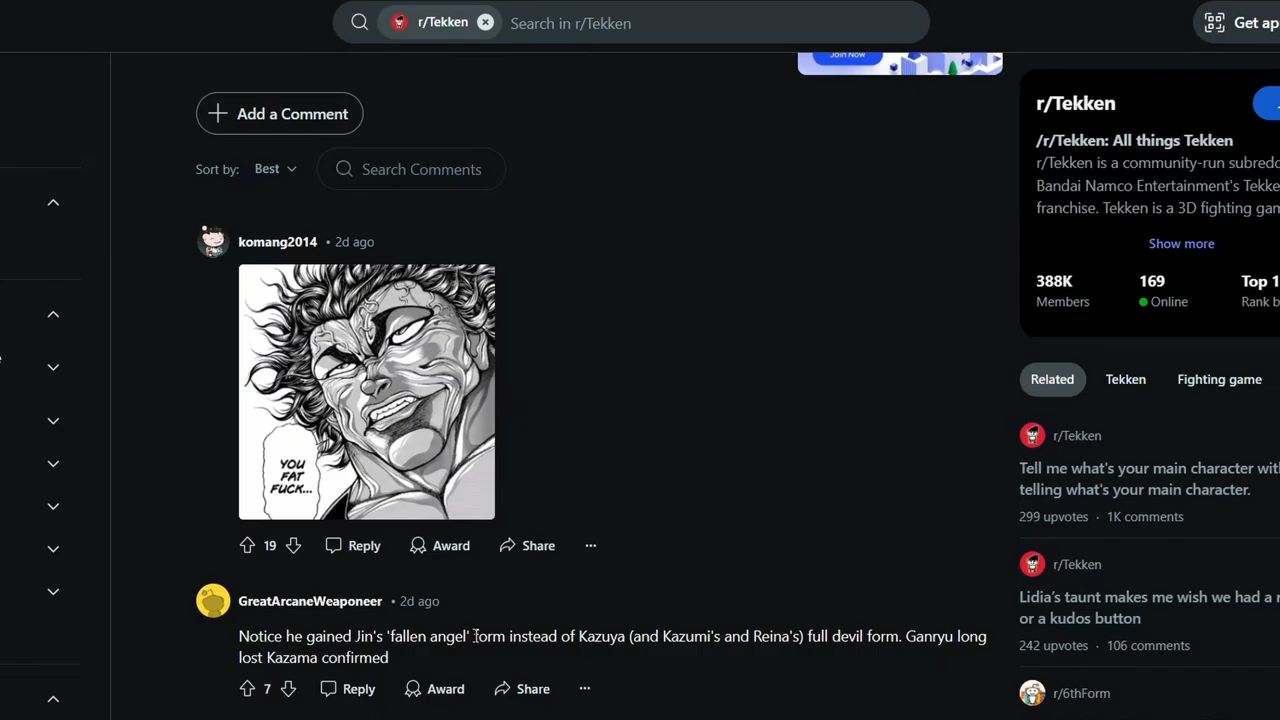 r/Tekken
Search in r/Tekken
Get ap
Join Now
Add a Comment
Sort by: Best
Search Comments
komang2014 • 2d ago
YOU
FAT
FUCK...
19 Reply Award Share
GreatArcaneWeaponeer • 2d ago
Notice he gained Jin's 'fallen angel' form instead of Kazuya (and Kazumi's and Reina's) full devil form. Ganryu long
lost Kazama confirmed
7 Reply Award Share
r/Tekken
/r/Tekken: All things Tekken
r/Tekken is a community-run subredd
Bandai Namco Entertainment's Tekke
franchise. Tekken is a 3D fighting gam
Show more
388K 169 Top 1
Members Online Rank b
Related Tekken Fighting game
r/Tekken
Tell me what's your main character wit
telling what's your main character.
299 upvotes · 1K comments
r/Tekken
Lidia's taunt makes me wish we had a
or a kudos button
242 upvotes · 106 comments
r/6thForm